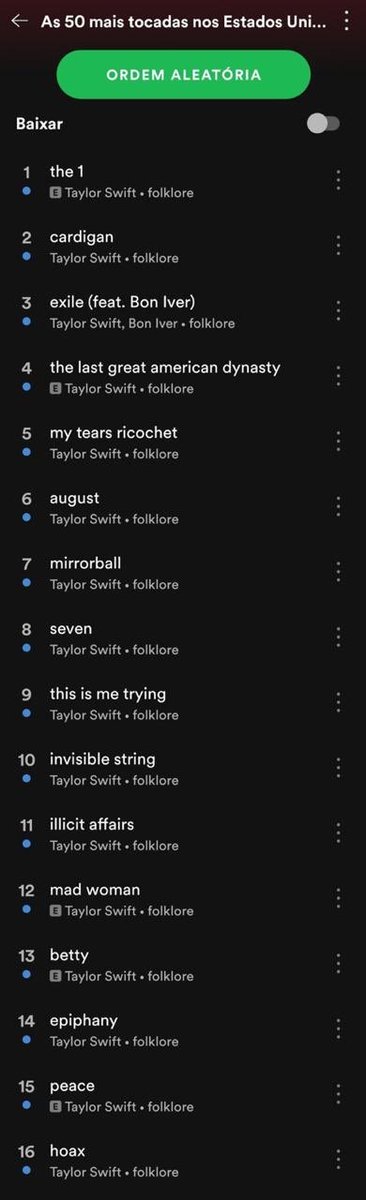 As 50 mais tocadas nos Estados Uni...
ORDEM ALEATÓRIA
Baixar
1 the 1
E Taylor Swift • folklore
2 cardigan
Taylor Swift • folklore
3 exile (feat. Bon Iver)
Taylor Swift, Bon Iver • folklore
4 the last great american dynasty
E Taylor Swift • folklore
5 my tears ricochet
Taylor Swift • folklore
6 august
Taylor Swift • folklore
7 mirrorball
Taylor Swift • folklore
8 seven
Taylor Swift • folklore
9 this is me trying
Taylor Swift • folklore
10 invisible string
Taylor Swift • folklore
11 illicit affairs
Taylor Swift • folklore
12 mad woman
E Taylor Swift • folklore
13 betty
E Taylor Swift • folklore
14 epiphany
Taylor Swift • folklore
15 peace
E Taylor Swift • folklore
16 hoax
Taylor Swift • folklore